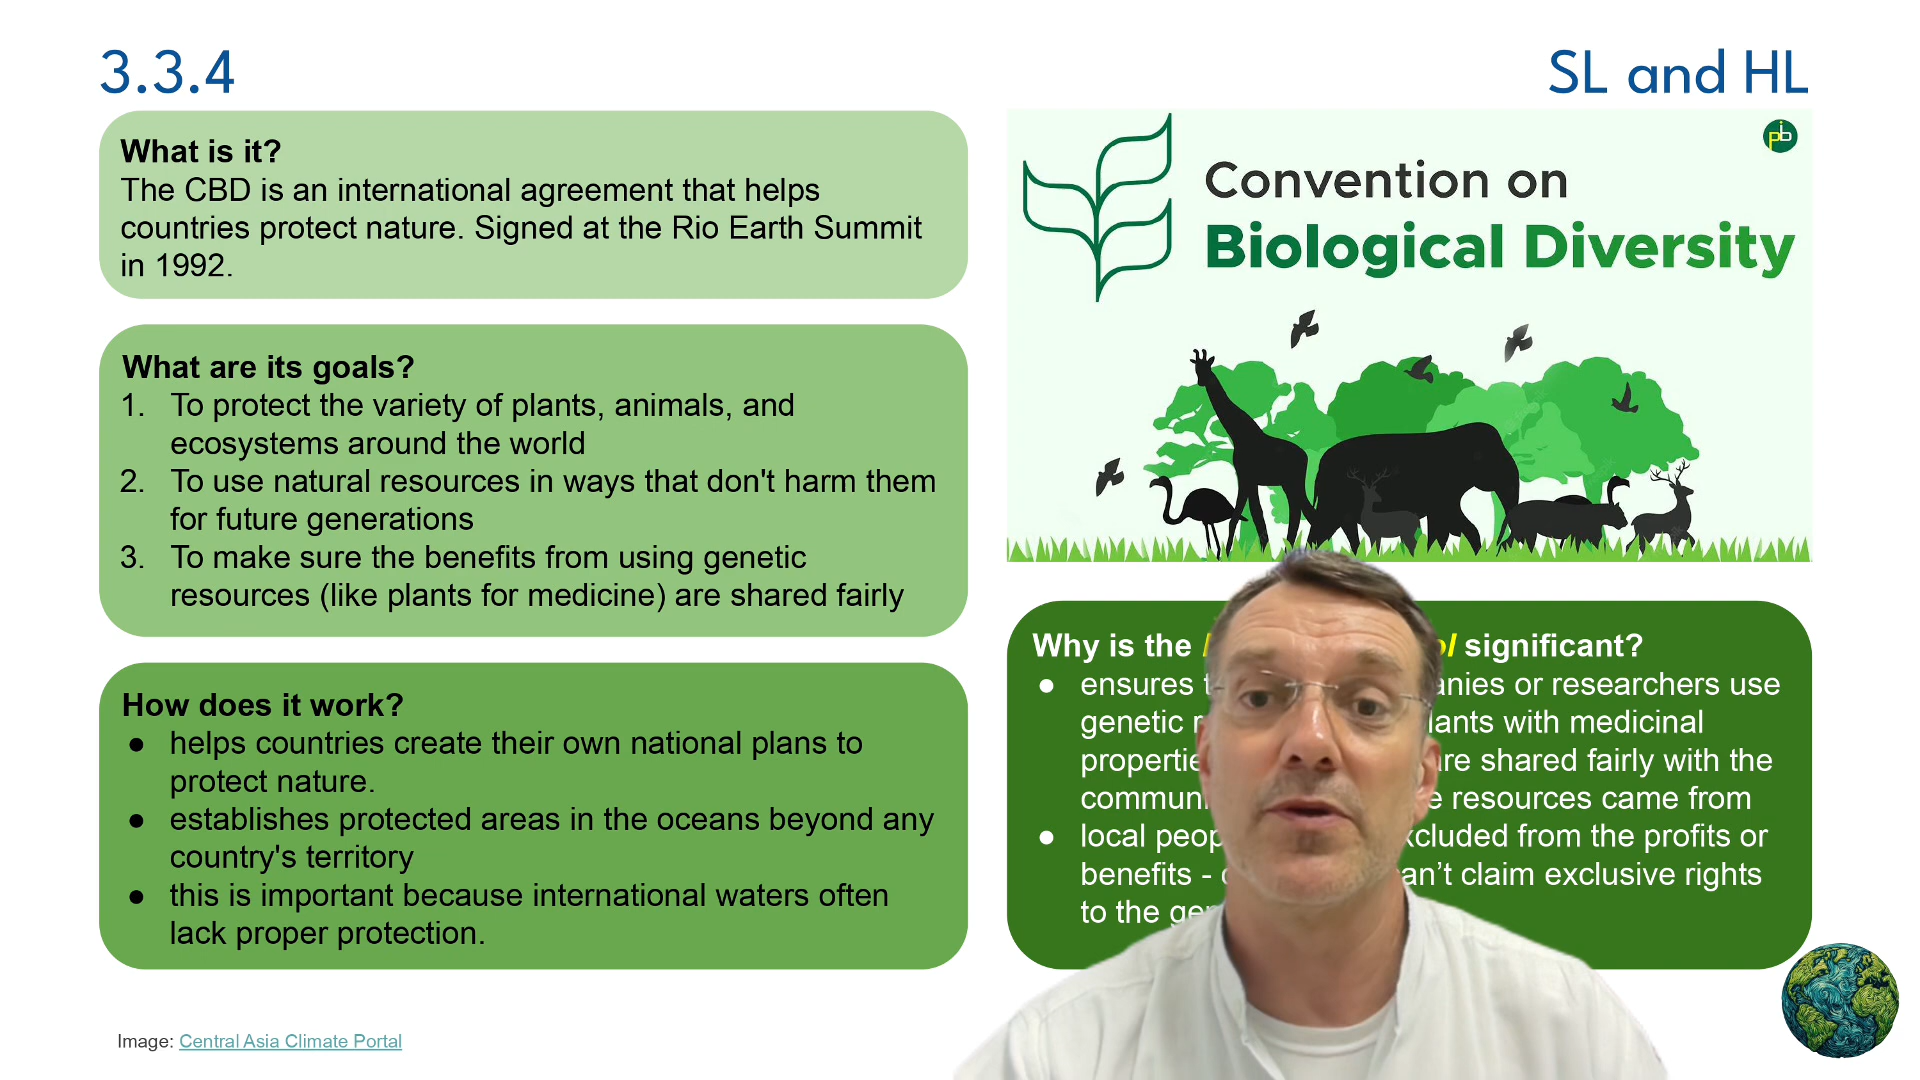 3.3.4
SL and HL
What is it?
The CBD is an international agreement that helps
countries protect nature. Signed at the Rio Earth Summit
in 1992.
What are its goals?
1. To protect the variety of plants, animals, and
ecosystems around the world
2. To use natural resources in ways that don't harm them
for future generations
3. To make sure the benefits from using genetic
resources (like plants for medicine) are shared fairly
How does it work?
● helps countries create their own national plans to
protect nature.
● establishes protected areas in the oceans beyond any
country's territory
● this is important because international waters often
lack proper protection.
Image: Central Asia Climate Portal
pib
Convention on
Biological Diversity
Why is the significant?
● ensures or researchers use
genetic with medicinal
shared fairly with the
resources came from
● local from the profits or
benefits - can't claim exclusive rights
to the